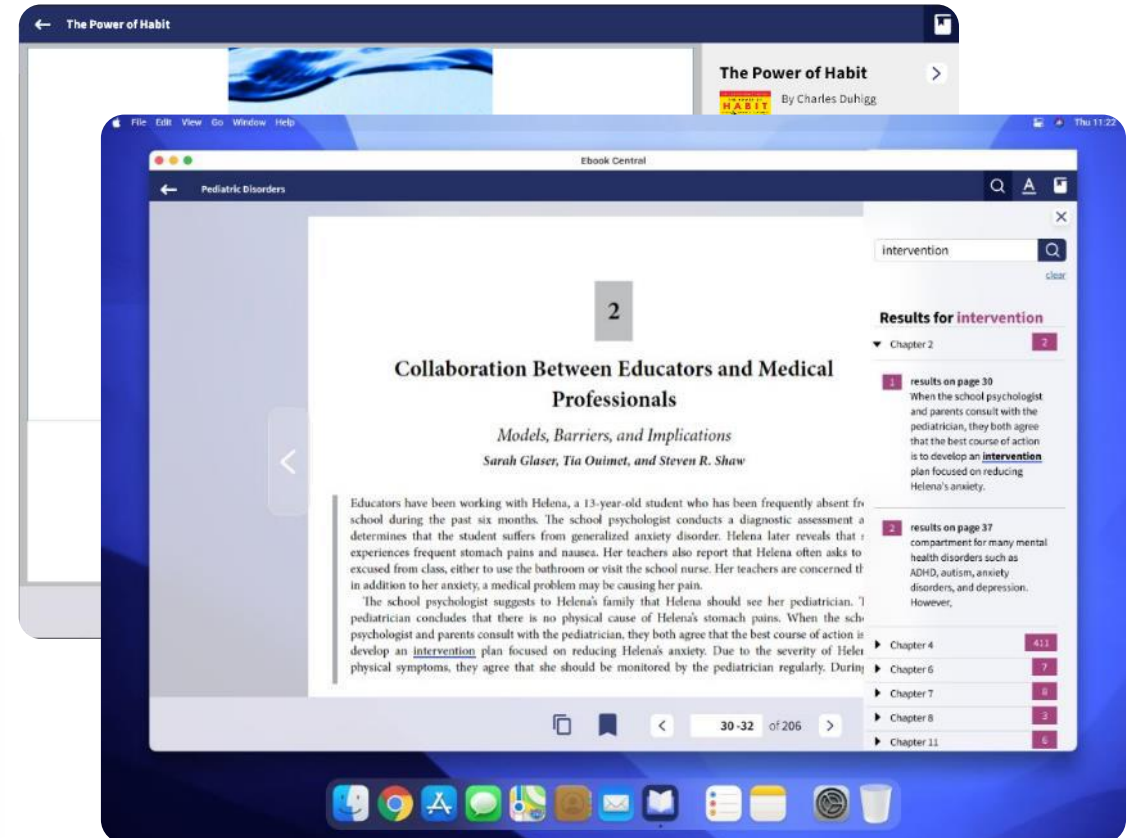 The Power of Habit
The Power of Habit
HABIT
By Charles Duhigg
File Edit View Go Window Help
Thu 11:22
Ebook Central
Pediatric Disorders
2
Collaboration Between Educators and Medical
Professionals
Models, Barriers, and Implications
Sarah Glaser, Tia Ouimet, and Steven R. Shaw
Educators have been working with Helena, a 13-year-old student who has been frequently absent fr
school during the past six months. The school psychologist conducts a diagnostic assessment a
determines that the student suffers from generalized anxiety disorder. Helena later reveals that s
experiences frequent stomach pains and nausea. Her teachers also report that Helena often asks to
excused from class, either to use the bathroom or visit the school nurse. Her teachers are concerned th
in addition to her anxiety, a medical problem may be causing her pain.
The school psychologist suggests to Helena's family that Helena should see her pediatrician. T
pediatrician concludes that there is no physical cause of Helena's stomach pains. When the scho
psychologist and parents consult with the pediatrician, they both agree that the best course of action is
develop an intervention plan focused on reducing Helena's anxiety. Due to the severity of Helen
physical symptoms, they agree that she should be monitored by the pediatrician regularly. During
30-32 of 206
intervention
clear
Results for intervention
Chapter 2 2
1 results on page 30
When the school psychologist
and parents consult with the
pediatrician, they both agree
that the best course of action
is to develop an intervention
plan focused on reducing
Helena's anxiety.
2 results on page 37
compartment for many mental
health disorders such as
ADHD, autism, anxiety
disorders, and depression.
However,
Chapter 4 411
Chapter 6 7
Chapter 7 8
Chapter 8 3
Chapter 11 6